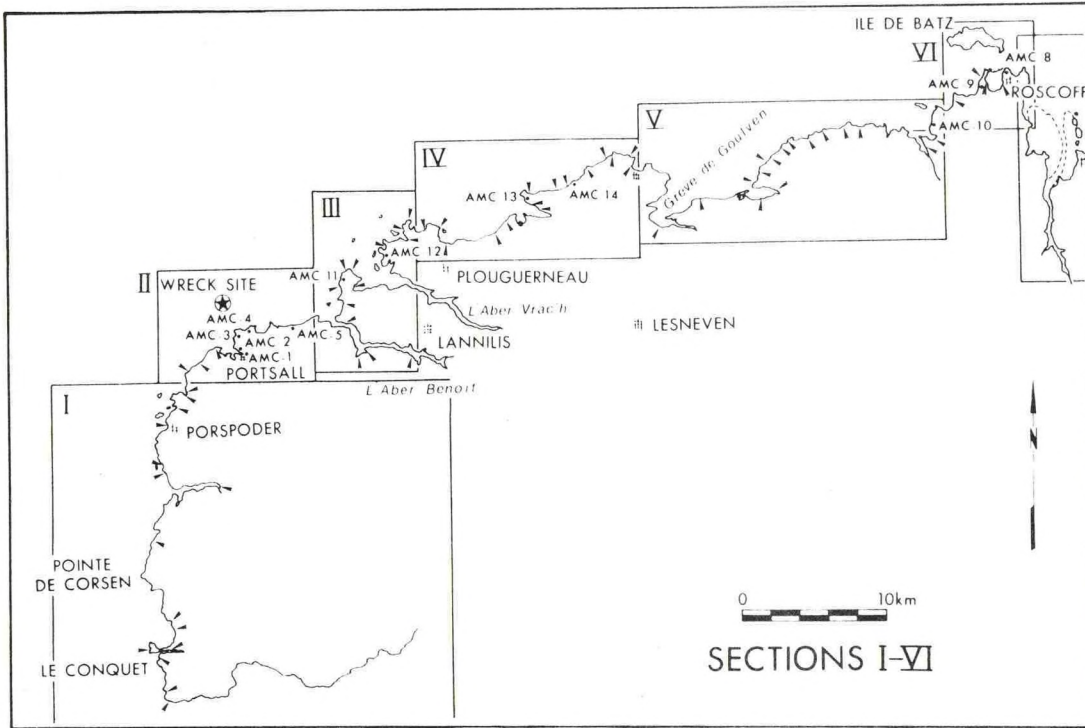 ILE DE BATZ
VI
AMC 8
AMC 9
ROSCOFF
AMC 10
V
Greve de Goulven
IV
AMC 13
AMC 14
III
AMC 12
AMC 11
PLOUGUERNEAU
L'Aber Vrac'h
LESNEVEN
LANNILIS
II
WRECK SITE
AMC-4
AMC-3
AMC 2
AMC-5
AMC-1
PORTSALL
L'Aber Benoit
I
PORSPODER
N
POINTE
DE CORSEN
LE CONQUET
0 10km
SECTIONS I-VI